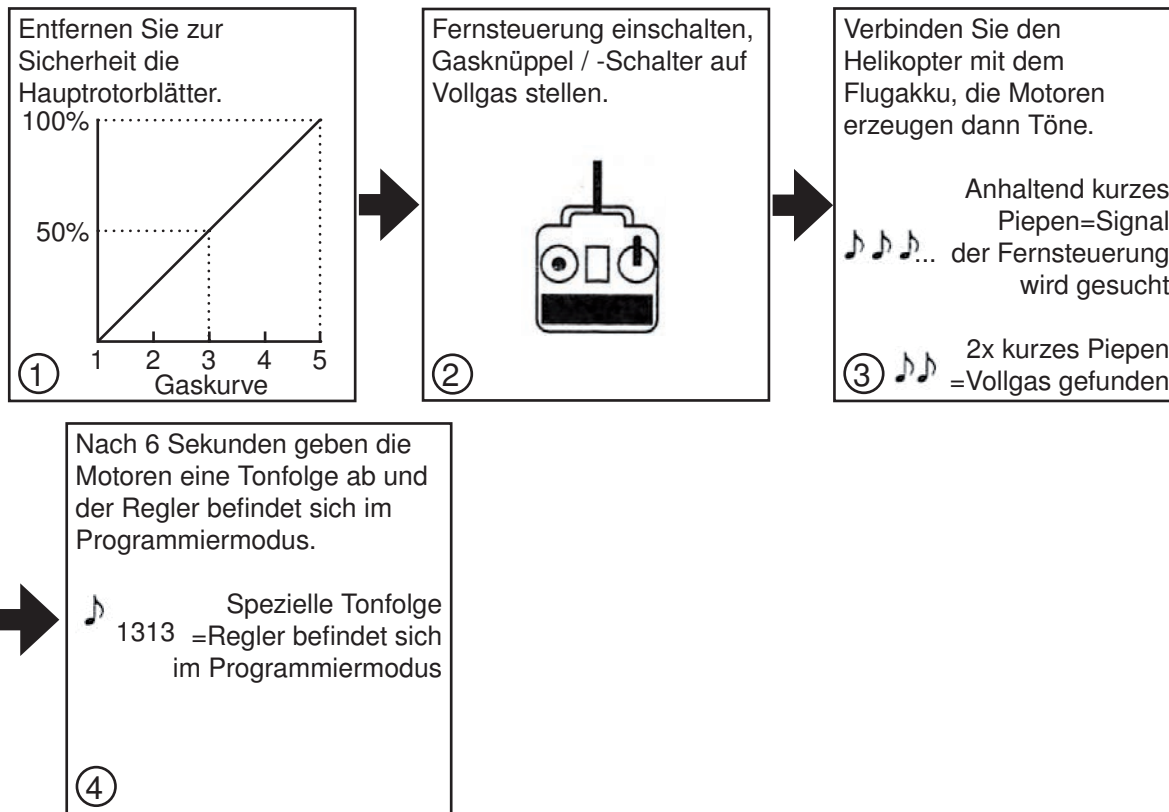 Entfernen Sie zur
Sicherheit die
Hauptrotorblätter.
100%
50%
1 2 3 4 5
Gaskurve
1
Fernsteuerung einschalten,
Gasknüppel / -Schalter auf
Vollgas stellen.
2
Verbinden Sie den
Helikopter mit dem
Flugakku, die Motoren
erzeugen dann Töne.
Anhaltend kurzes
Piepen=Signal
... der Fernsteuerung
wird gesucht
2x kurzes Piepen
=Vollgas gefunden
3
Nach 6 Sekunden geben die
Motoren eine Tonfolge ab und
der Regler befindet sich im
Programmiermodus.
Spezielle Tonfolge
1313 =Regler befindet sich
im Programmiermodus
4